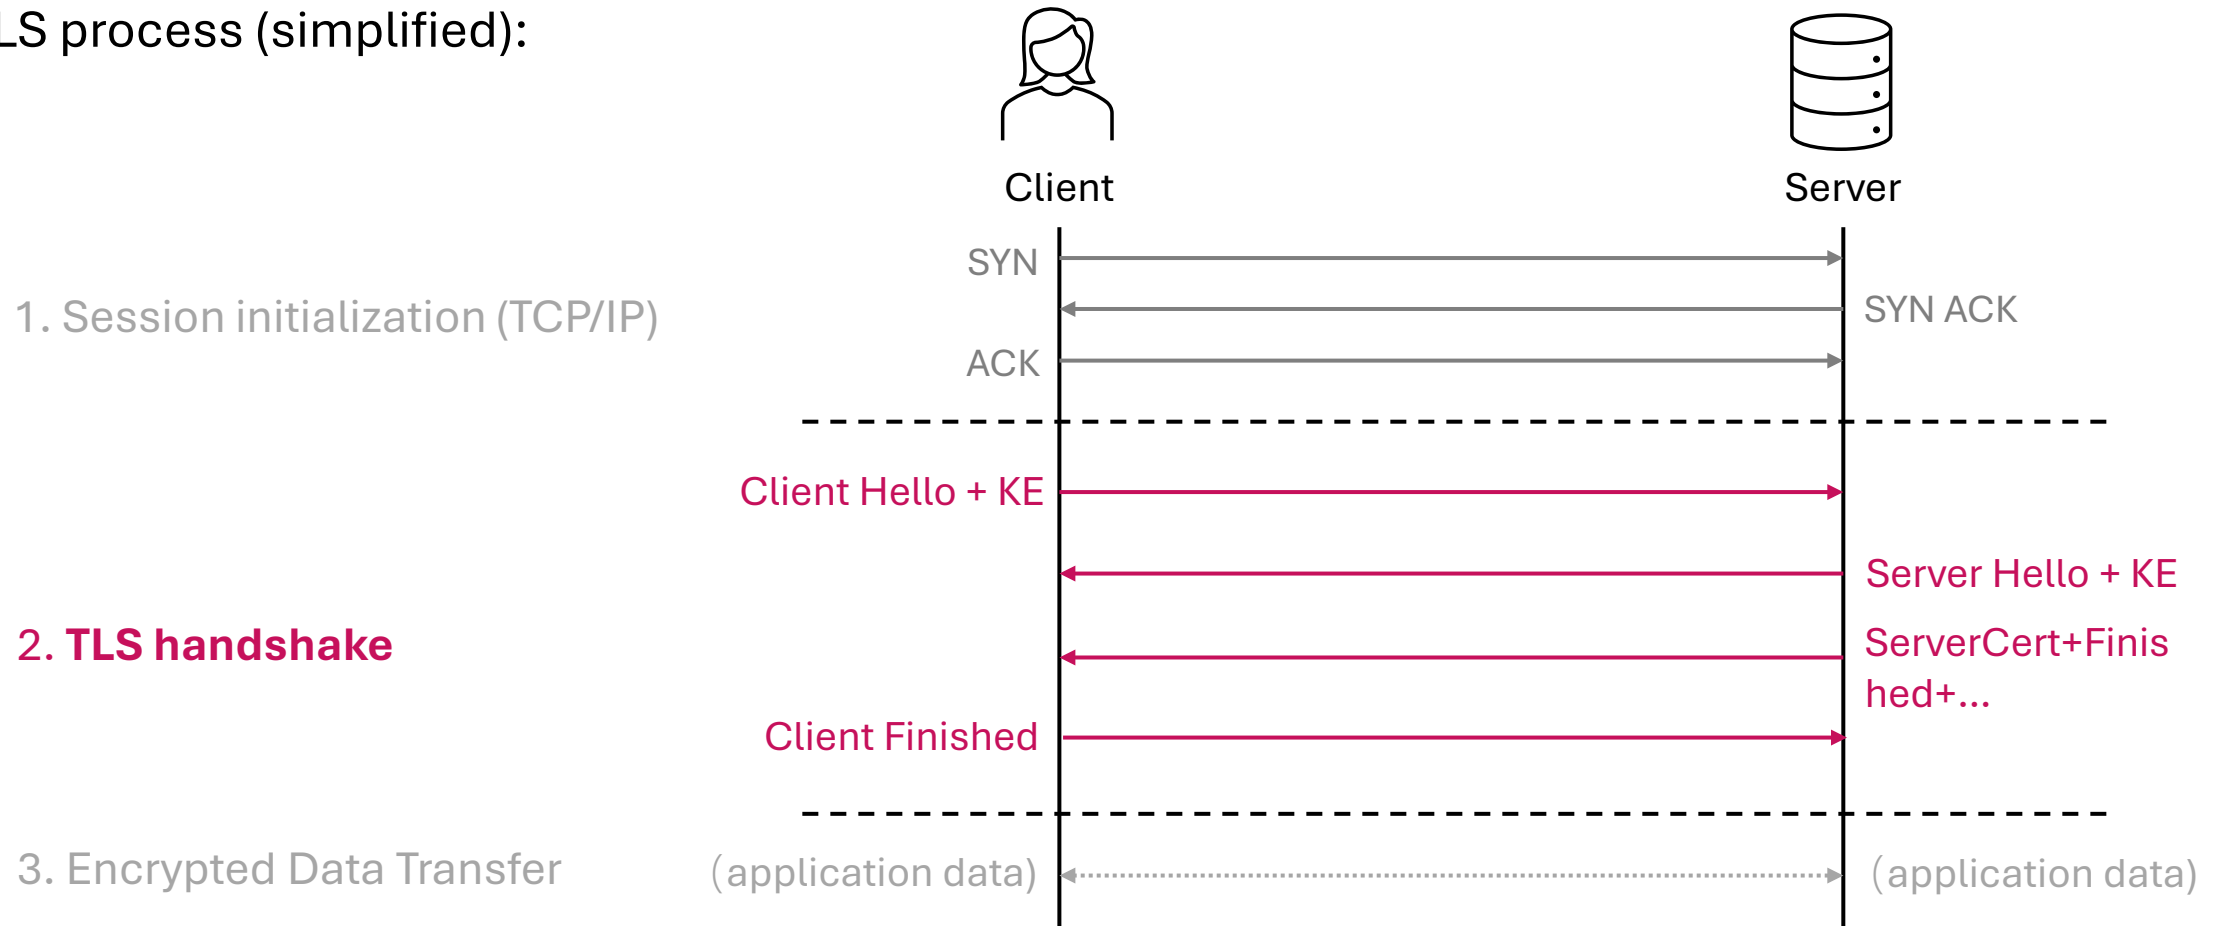 LS process (simplified):
Client
Server
SYN
1. Session initialization (TCP/IP)
SYN ACK
ACK
Client Hello + KE
Server Hello + KE
2. TLS handshake
ServerCert+Finis
hed+...
Client Finished
3. Encrypted Data Transfer
(application data)
(application data)